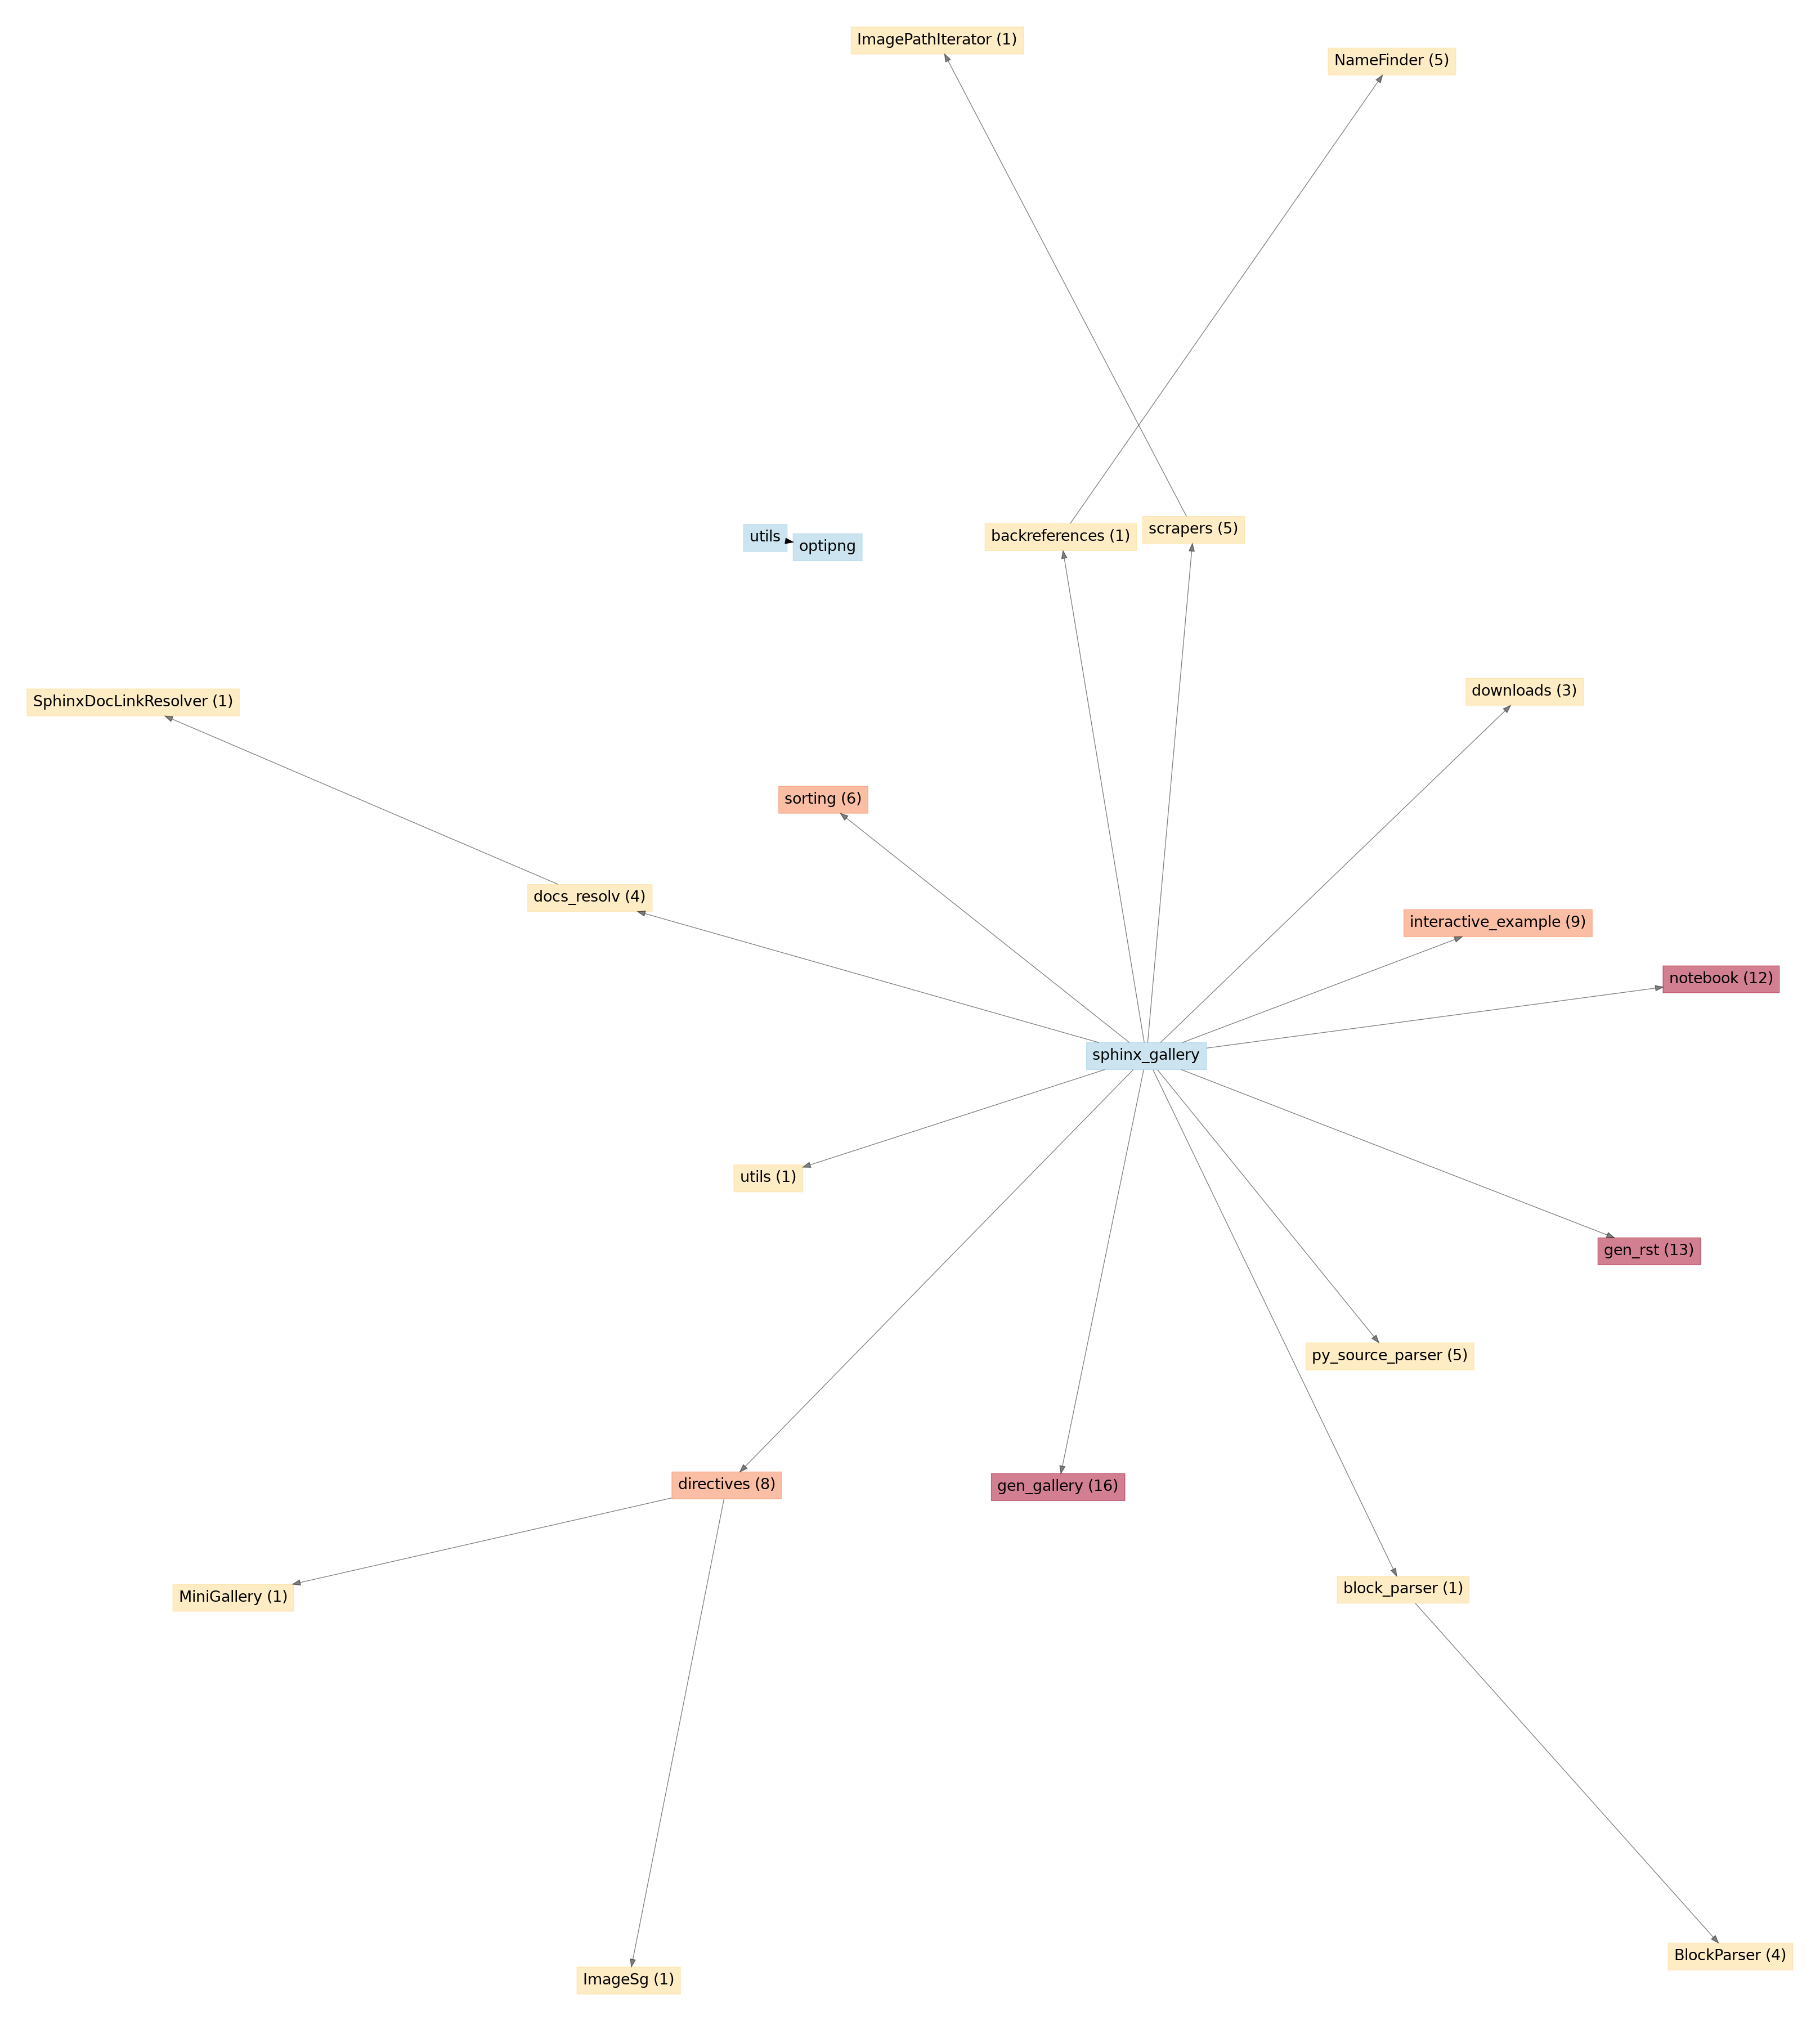 ImagePathIterator (1)
NameFinder (5)
backreferences (1)
scrapers (5)
utils
optipng
SphinxDocLinkResolver (1)
downloads (3)
sorting (6)
docs_resolv (4)
interactive_example (9)
notebook (12)
sphinx_gallery
utils (1)
gen_rst (13)
py_source_parser (5)
directives (8)
gen_gallery (16)
MiniGallery (1)
block_parser (1)
BlockParser (4)
ImageSg (1)